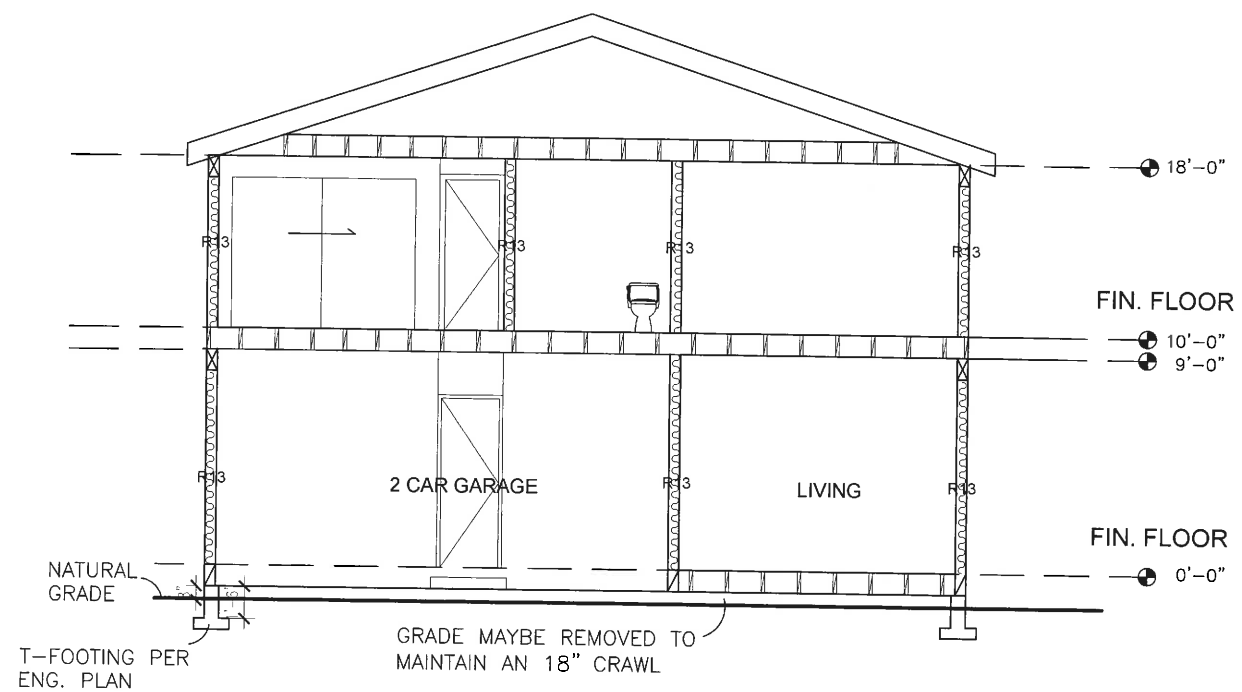 18'-0"
R13
R13
R13
R13
FIN. FLOOR
10'-0"
9'-0"
R13
2 CAR GARAGE
R13
LIVING
R13
FIN. FLOOR
0'-0"
NATURAL
GRADE
8"
GRADE MAYBE REMOVED TO
MAINTAIN AN 18" CRAWL
T-FOOTING PER
ENG. PLAN